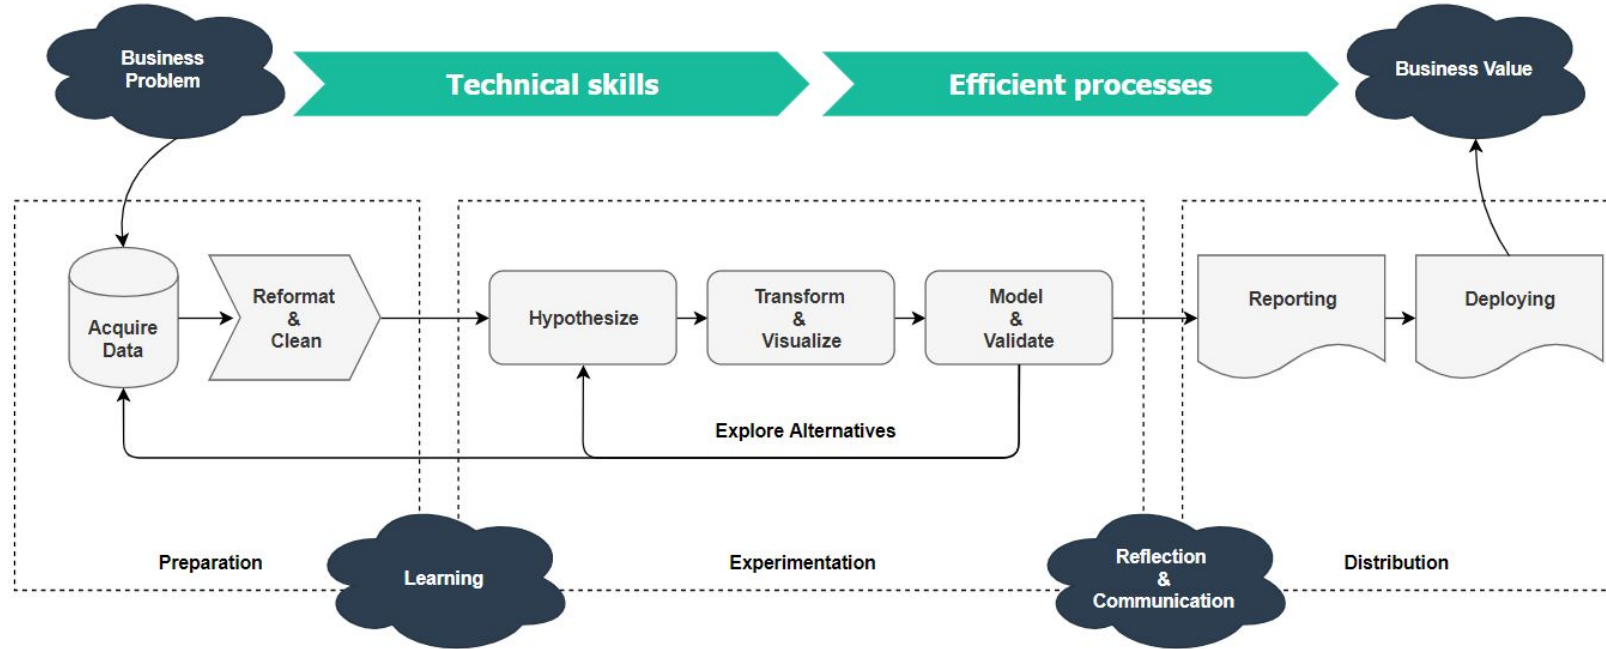 Business
Problem
Technical skills
Efficient processes
Business Value
Acquire
Data
Reformat
&
Clean
Hypothesize
Transform
&
Visualize
Model
&
Validate
Reporting
Deploying
Explore Alternatives
Preparation
Learning
Experimentation
Reflection
&
Communication
Distribution